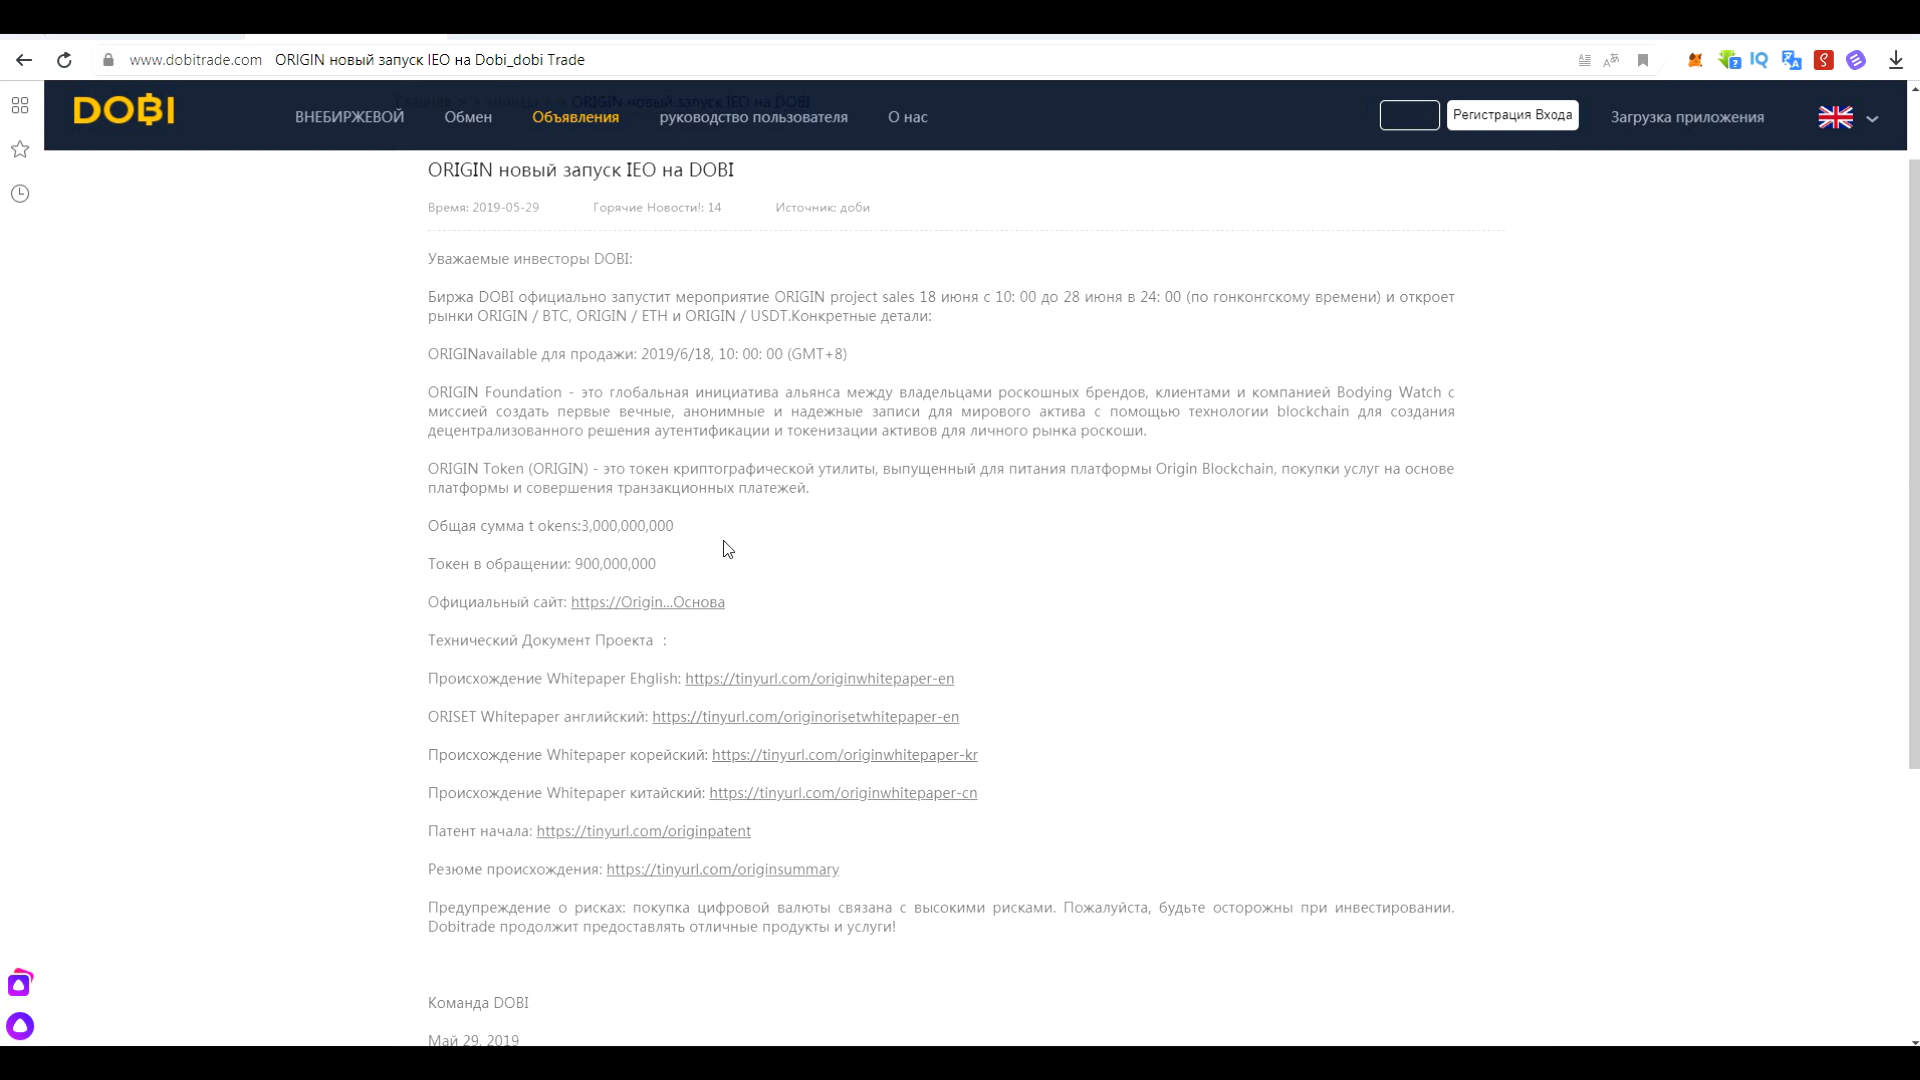 www.dobitrade.com ORIGIN новый запуск IEO на Dobi_dobi Trade
DOBI
ВНЕБИРЖЕВОЙ Обмен Объявления руководство пользователя О нас Регистрация Входа Загрузка приложения
ORIGIN новый запуск IEO на DOBI
ORIGIN новый запуск IEO на DOBI
Время: 2019-05-29 Горячие Новости!: 14 Источник: доби
Уважаемые инвесторы DOBI:
Биржа DOBI официально запустит мероприятие ORIGIN project sales 18 июня с 10: 00 до 28 июня в 24: 00 (по гонконгскому времени) и откроет
рынки ORIGIN / BTC, ORIGIN / ETH и ORIGIN / USDT.Конкретные детали:
ORIGINavailable для продажи: 2019/6/18, 10: 00: 00 (GMT+8)
ORIGIN Foundation - это глобальная инициатива альянса между владельцами роскошных брендов, клиентами и компанией Bodying Watch с
миссией создать первые вечные, анонимные и надежные записи для мирового актива с помощью технологии blockchain для создания
децентрализованного решения аутентификации и токенизации активов для личного рынка роскоши.
ORIGIN Token (ORIGIN) - это токен криптографической утилиты, выпущенный для питания платформы Origin Blockchain, покупки услуг на основе
платформы и совершения транзакционных платежей.
Общая сумма t okens:3,000,000,000
Токен в обращении: 900,000,000
Официальный сайт: https://Origin...Основа
Технический Документ Проекта :
Происхождение Whitepaper Ehglish: https://tinyurl.com/originwhitepaper-en
ORISET Whitepaper английский: https://tinyurl.com/originorisetwhitepaper-en
Происхождение Whitepaper корейский: https://tinyurl.com/originwhitepaper-kr
Происхождение Whitepaper китайский: https://tinyurl.com/originwhitepaper-cn
Патент начала: https://tinyurl.com/originpatent
Резюме происхождения: https://tinyurl.com/originsummary
Предупреждение о рисках: покупка цифровой валюты связана с высокими рисками. Пожалуйста, будьте осторожны при инвестировании.
Dobitrade продолжит предоставлять отличные продукты и услуги!
Команда DOBI
Май 29, 2019